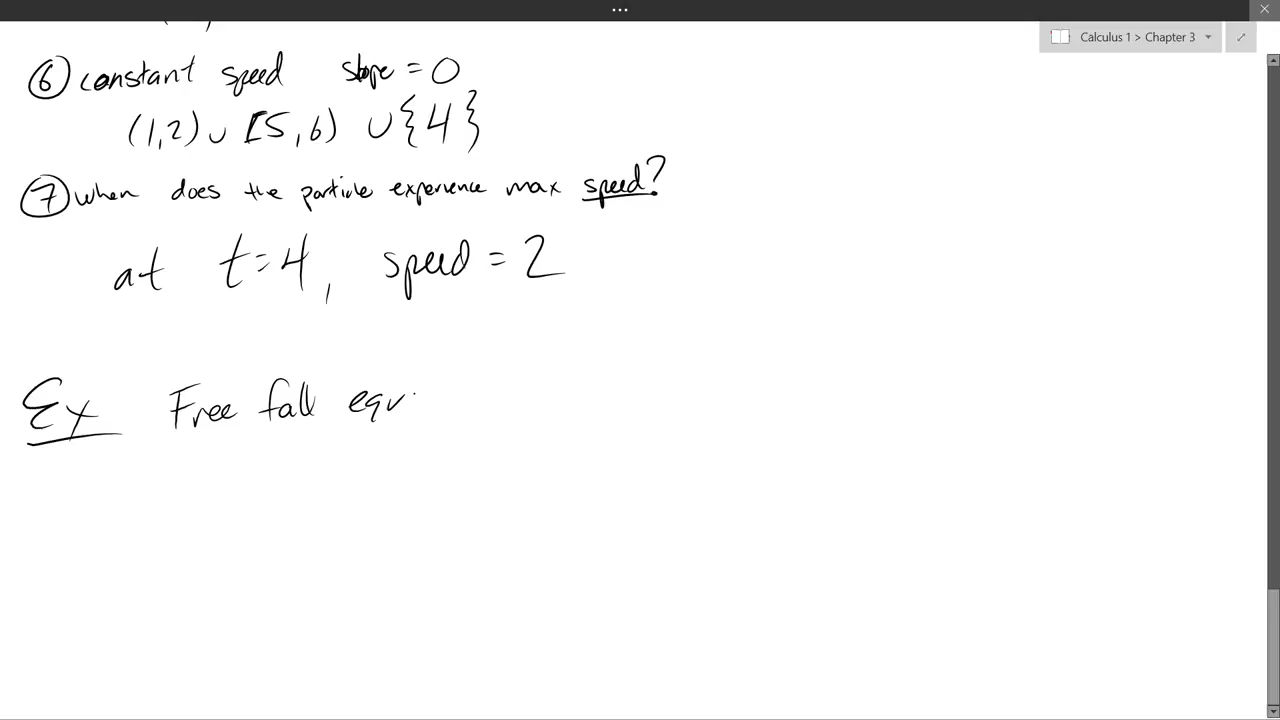 Calculus 1 > Chapter 3
⑥ constant speed slope = 0
(1,2) ∪ [5,6) ∪ {4}
⑦ when does the particle experience max speed?
at t=4, speed = 2
Ex Free fall equ